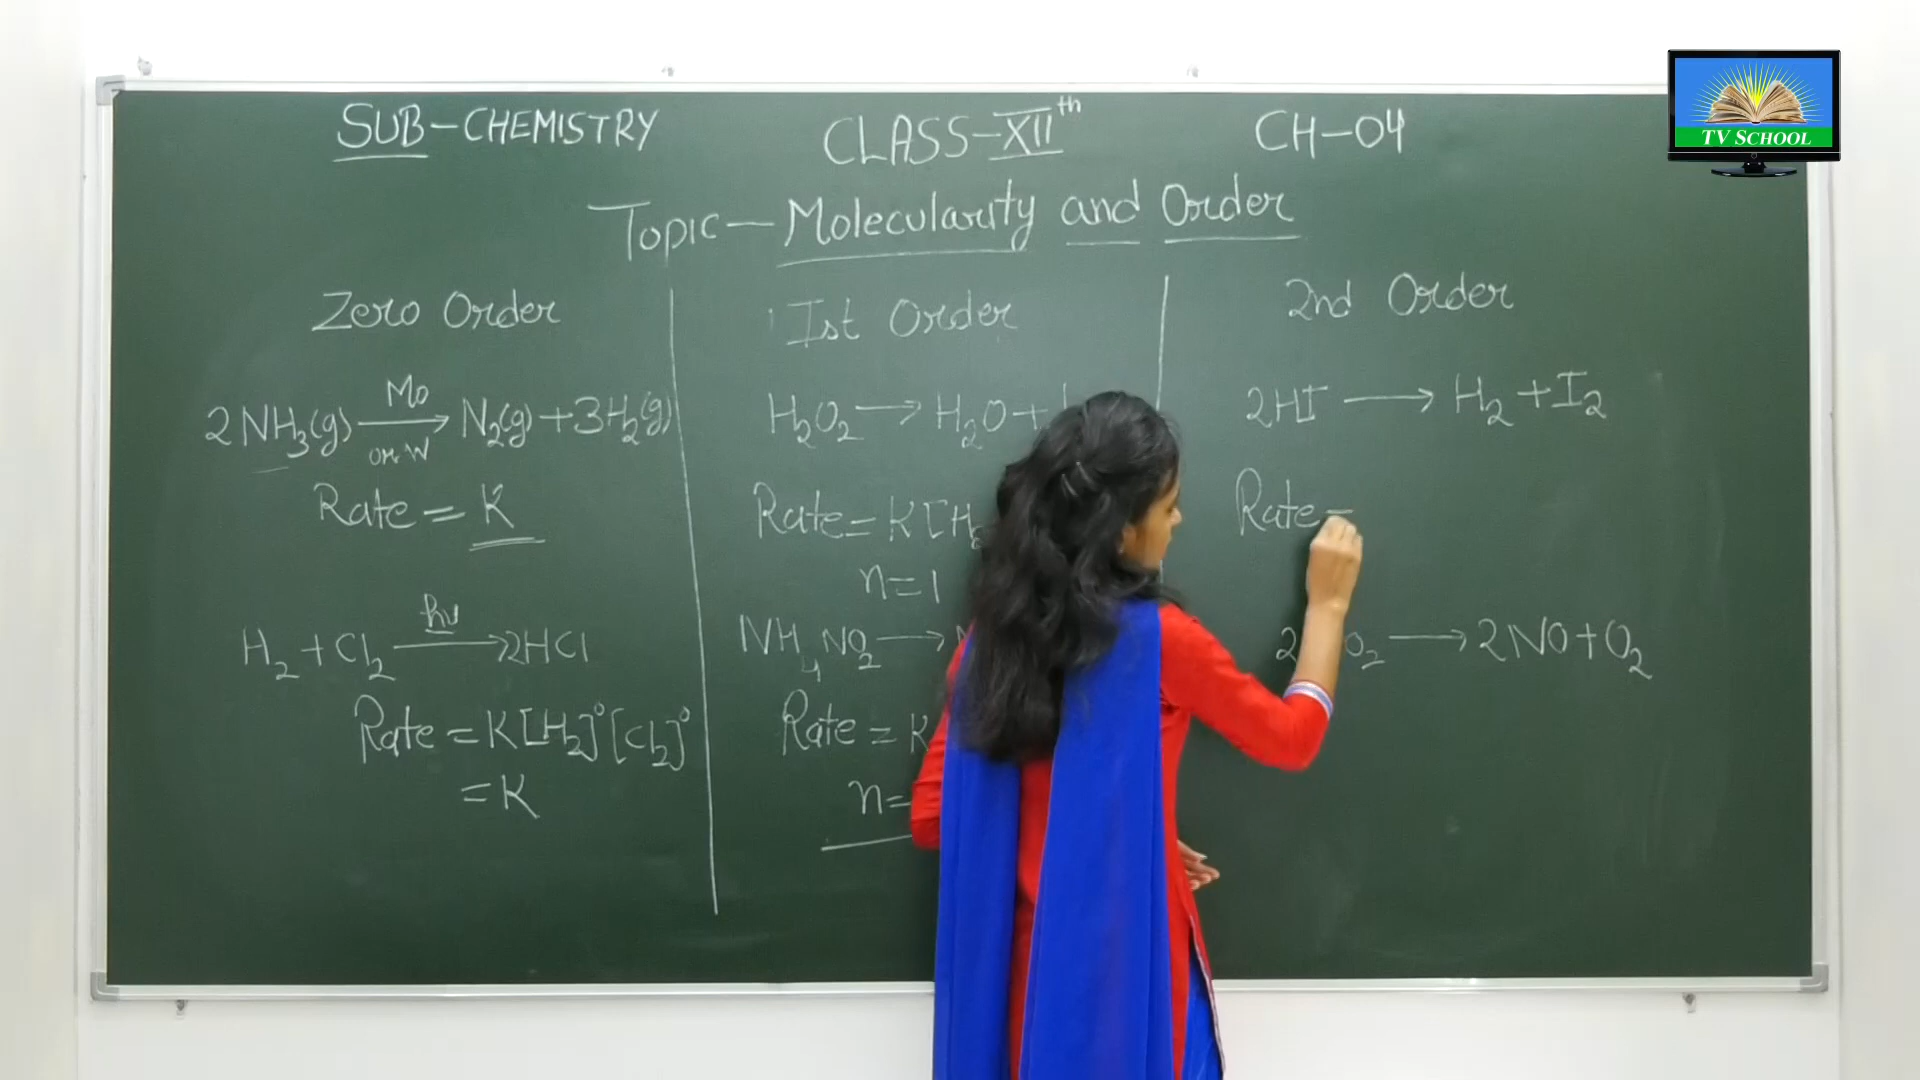 SUB-CHEMISTRY CLASS-XIIth CH-04
Topic-Molecularity and Order
Zero Order
2NH3(g) Mo or W → N2(g)+3H2(g)
Rate=K
H2+Cl2 hν → 2HCl
Rate=K[H2]⁰[Cl2]⁰
=K
Ist Order
H2O2 → H2O+
Rate=K[H
n=1
NH4NO2 →
Rate=K
n=
2nd Order
2HI → H2+I2
Rate=
2 O2 → 2NO+O2
TV SCHOOL